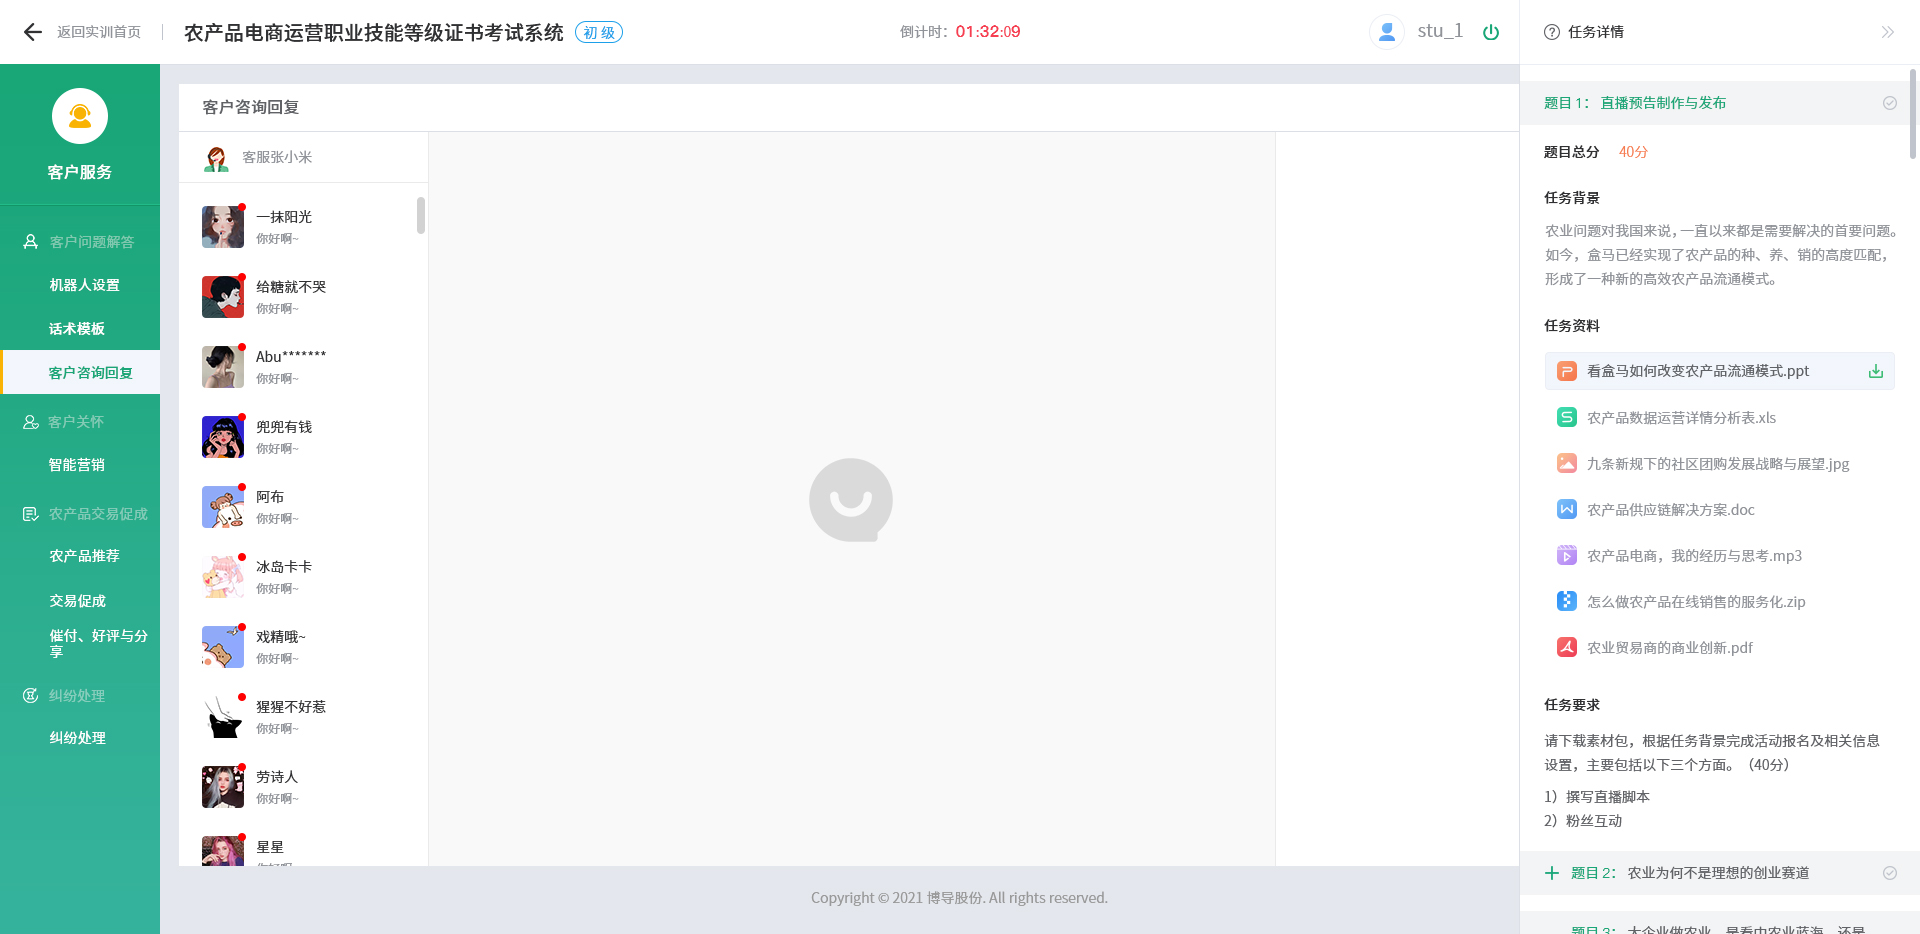 返回实训首页
农产品电商运营职业技能等级证书考试系统
初级
倒计时：01:32:09
stu_1
任务详情
客户服务
客户问题解答
机器人设置
话术模板
客户咨询回复
客户关怀
智能营销
农产品交易促成
农产品推荐
交易促成
催付、好评与分
享
纠纷处理
纠纷处理
客户咨询回复
客服张小米
一抹阳光
你好啊~
给糖就不哭
你好啊~
Abu*******
你好啊~
兜兜有钱
你好啊~
阿布
你好啊~
冰岛卡卡
你好啊~
戏精哦~
你好啊~
猩猩不好惹
你好啊~
劳诗人
你好啊~
星星
你好啊~
Copyright © 2021 博导股份. All rights reserved.
题目 1： 直播预告制作与发布
题目总分 40分
任务背景
农业问题对我国来说，一直以来都是需要解决的首要问题。
如今，盒马已经实现了农产品的种、养、销的高度匹配，
形成了一种新的高效农产品流通模式。
任务资料
看盒马如何改变农产品流通模式.ppt
农产品数据运营详情分析表.xls
九条新规下的社区团购发展战略与展望.jpg
农产品供应链解决方案.doc
农产品电商，我的经历与思考.mp3
怎么做农产品在线销售的服务化.zip
农业贸易商的商业创新.pdf
任务要求
请下载素材包，根据任务背景完成活动报名及相关信息
设置，主要包括以下三个方面。（40分）
1）撰写直播脚本
2）粉丝互动
题目 2： 农业为何不是理想的创业赛道
题目 3： 大企业做农业，是看中农业蓝海，还是